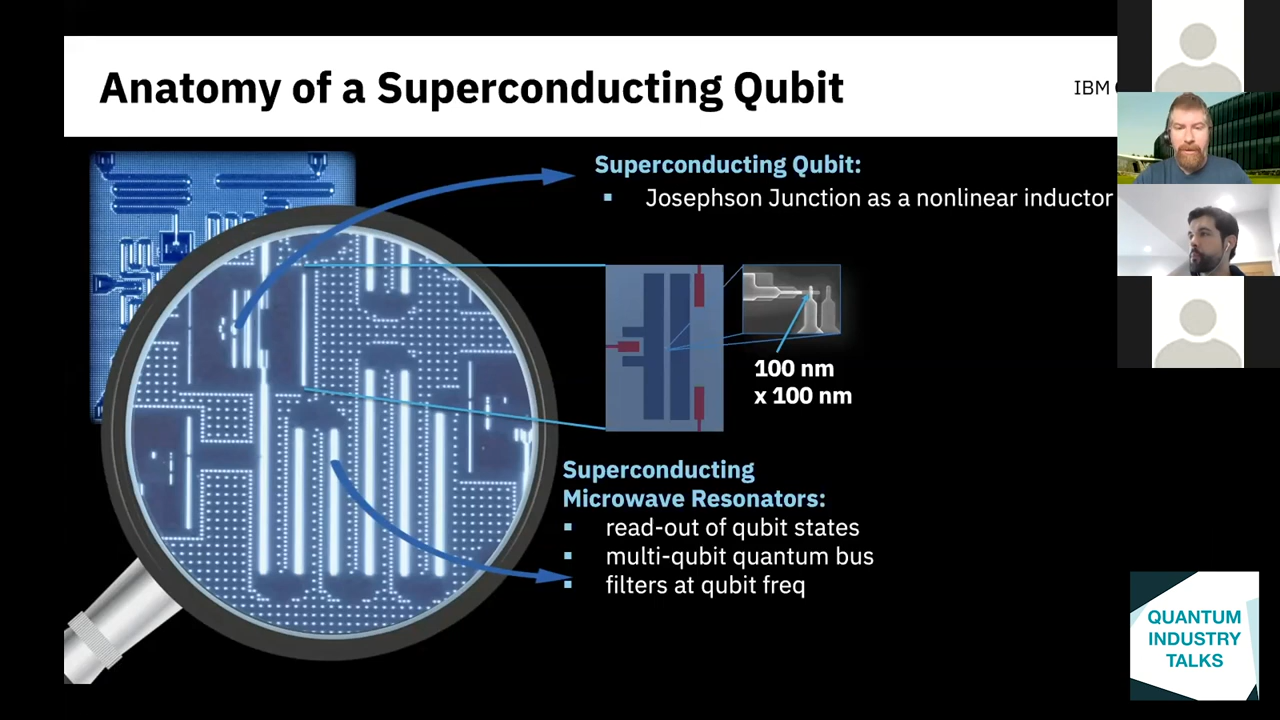 Anatomy of a Superconducting Qubit
IBM
Superconducting Qubit:
▪ Josephson Junction as a nonlinear inductor
100 nm
x 100 nm
Superconducting
Microwave Resonators:
▪ read-out of qubit states
▪ multi-qubit quantum bus
▪ filters at qubit freq
QUANTUM
INDUSTRY
TALKS